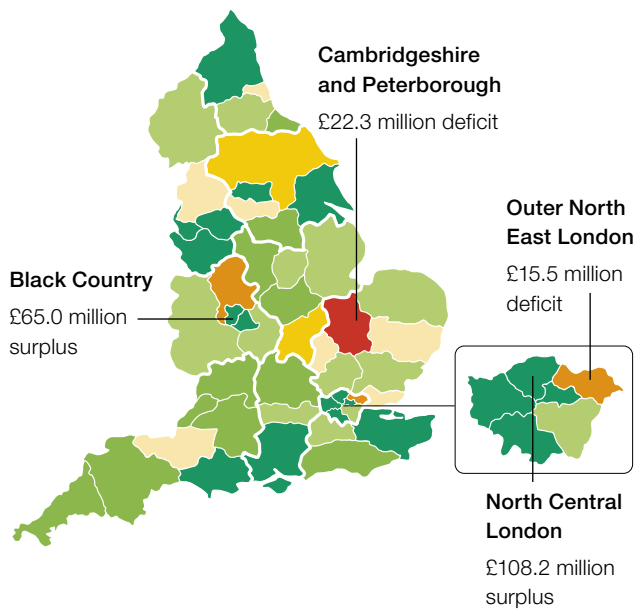 Cambridgeshire
and Peterborough
£22.3 million deficit
Outer North
East London
£15.5 million
deficit
Black Country
£65.0 million
surplus
North Central
London
£108.2 million
surplus